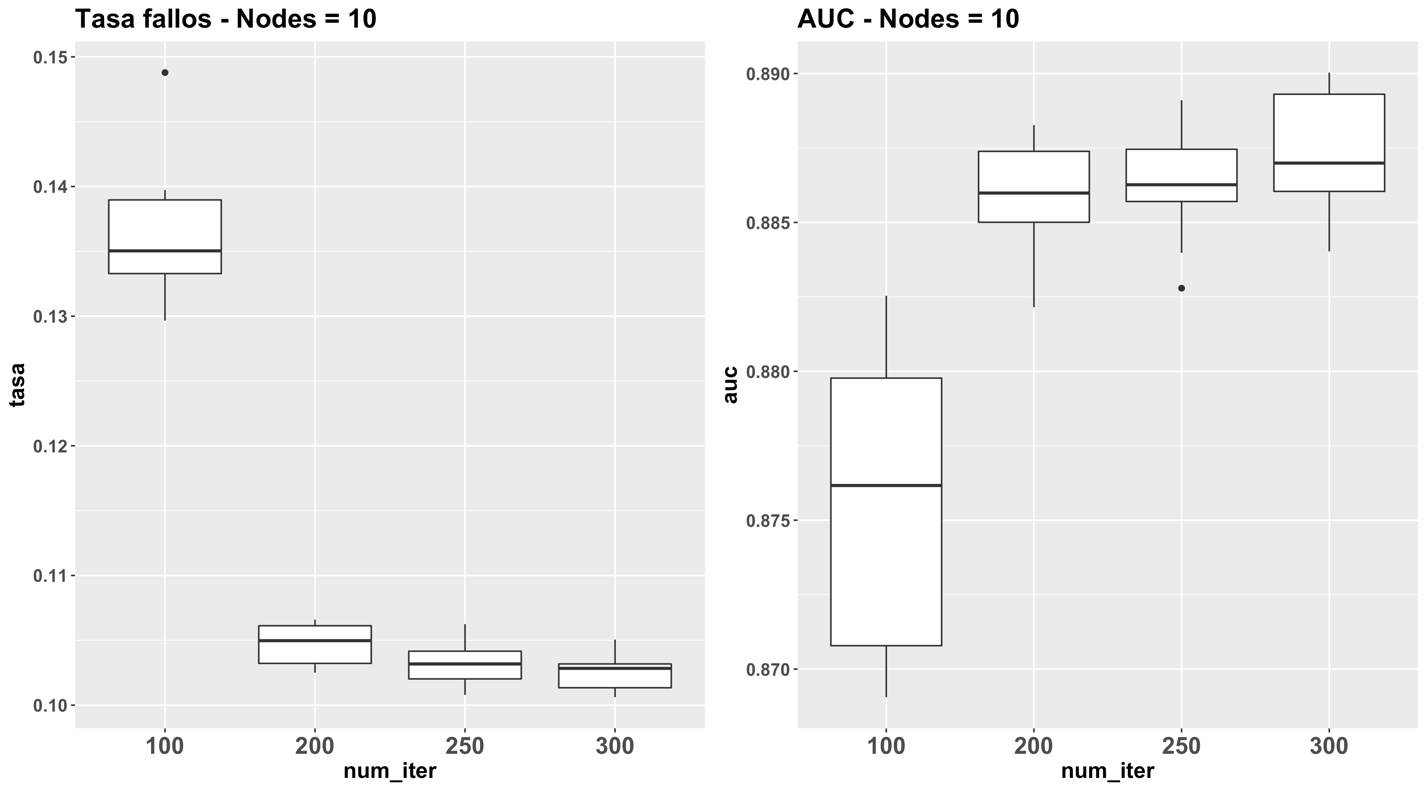 Tasa fallos - Nodes = 10
0.15
0.14
0.13
0.12
0.11
0.10
tasa
100 200 250 300
num_iter
AUC - Nodes = 10
0.890
0.885
0.880
0.875
0.870
auc
100 200 250 300
num_iter